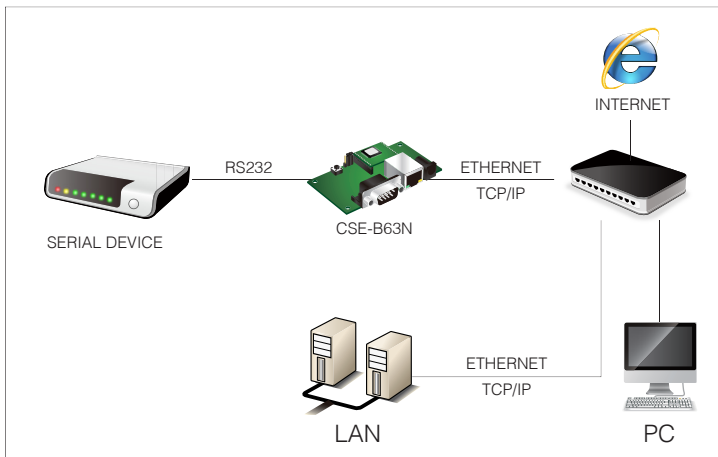 INTERNET
RS232
ETHERNET
TCP/IP
SERIAL DEVICE
CSE-B63N
ETHERNET
TCP/IP
LAN
PC